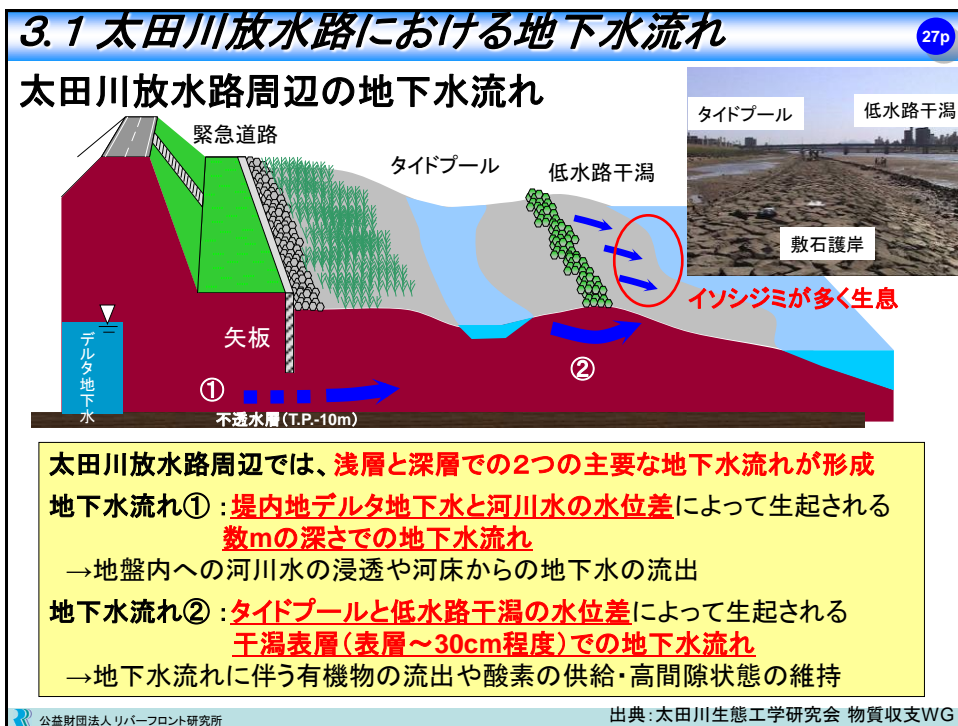 3.1 太田川放水路における地下水流れ
27p
太田川放水路周辺の地下水流れ
緊急道路
タイドプール
低水路干潟
タイドプール
低水路干潟
敷石護岸
イソシジミが多く生息
矢板
デルタ地下水
①
②
不透水層(T.P.-10m)
太田川放水路周辺では、浅層と深層での2つの主要な地下水流れが形成
地下水流れ①:堤内地デルタ地下水と河川水の水位差によって生起される
数mの深さでの地下水流れ
→地盤内への河川水の浸透や河床からの地下水の流出
地下水流れ②:タイドプールと低水路干潟の水位差によって生起される
干潟表層(表層~30cm程度)での地下水流れ
→地下水流れに伴う有機物の流出や酸素の供給・高間隙状態の維持
公益財団法人リバーフロント研究所
出典:太田川生態工学研究会 物質収支WG